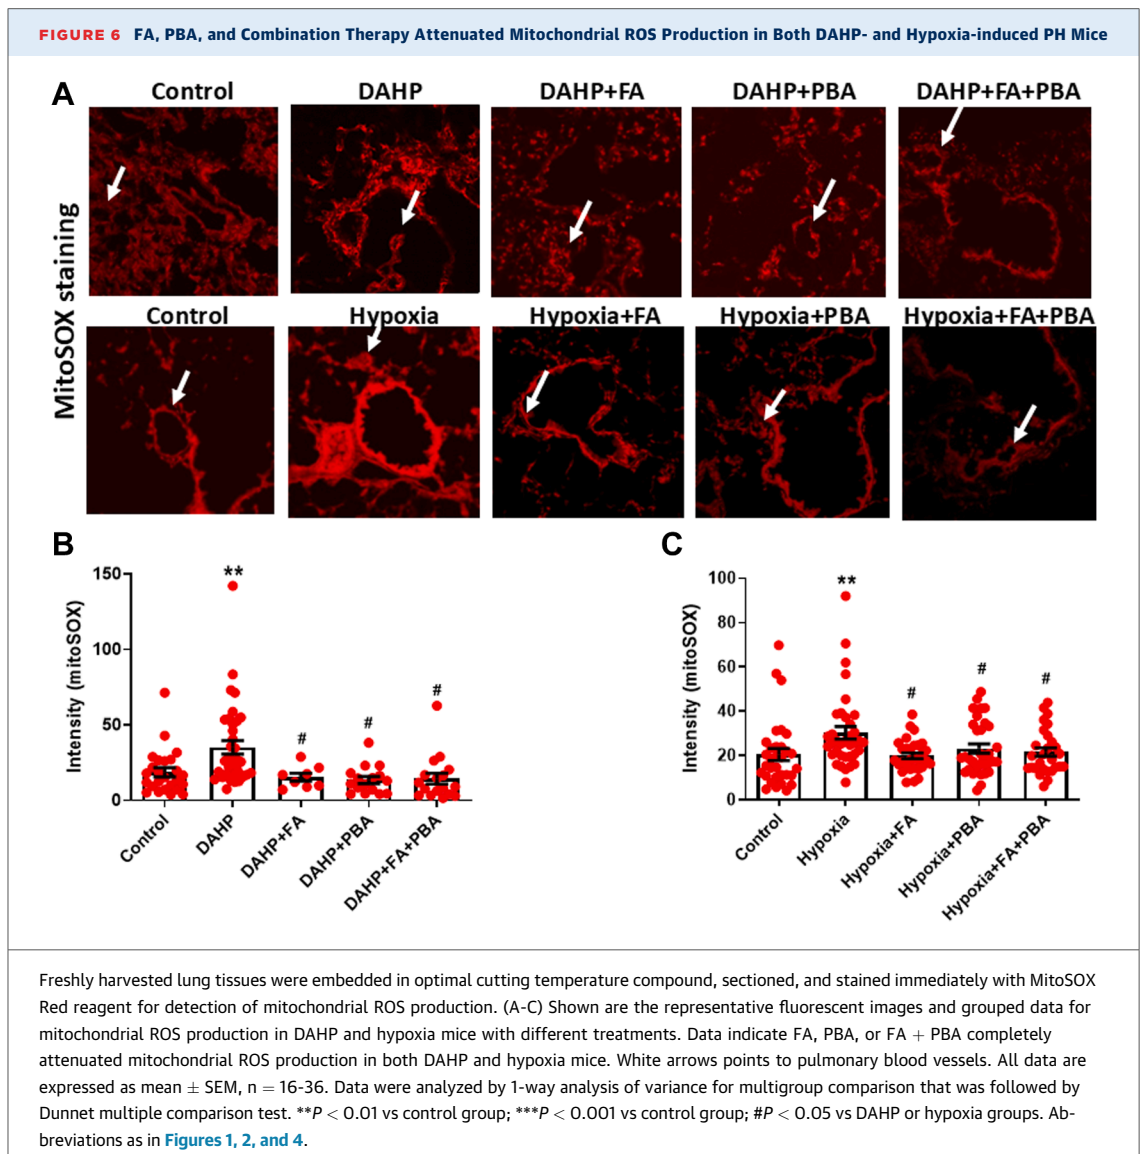 FIGURE 6 FA, PBA, and Combination Therapy Attenuated Mitochondrial ROS Production in Both DAHP- and Hypoxia-induced PH Mice
A
Control
DAHP
DAHP+FA
DAHP+PBA
DAHP+FA+PBA
MitoSOX staining
Control
Hypoxia
Hypoxia+FA
Hypoxia+PBA
Hypoxia+FA+PBA
B
Intensity (mitoSOX)
150
100
50
0
**
#
#
#
Control
DAHP
DAHP+FA
DAHP+PBA
DAHP+FA+PBA
C
Intensity (mitoSOX)
100
80
60
40
20
0
**
#
#
#
Control
Hypoxia
Hypoxia+FA
Hypoxia+PBA
Hypoxia+FA+PBA
Freshly harvested lung tissues were embedded in optimal cutting temperature compound, sectioned, and stained immediately with MitoSOX
Red reagent for detection of mitochondrial ROS production. (A-C) Shown are the representative fluorescent images and grouped data for
mitochondrial ROS production in DAHP and hypoxia mice with different treatments. Data indicate FA, PBA, or FA + PBA completely
attenuated mitochondrial ROS production in both DAHP and hypoxia mice. White arrows points to pulmonary blood vessels. All data are
expressed as mean ± SEM, n = 16-36. Data were analyzed by 1-way analysis of variance for multigroup comparison that was followed by
Dunnet multiple comparison test. **P < 0.01 vs control group; ***P < 0.001 vs control group; #P < 0.05 vs DAHP or hypoxia groups. Ab-
breviations as in Figures 1, 2, and 4.